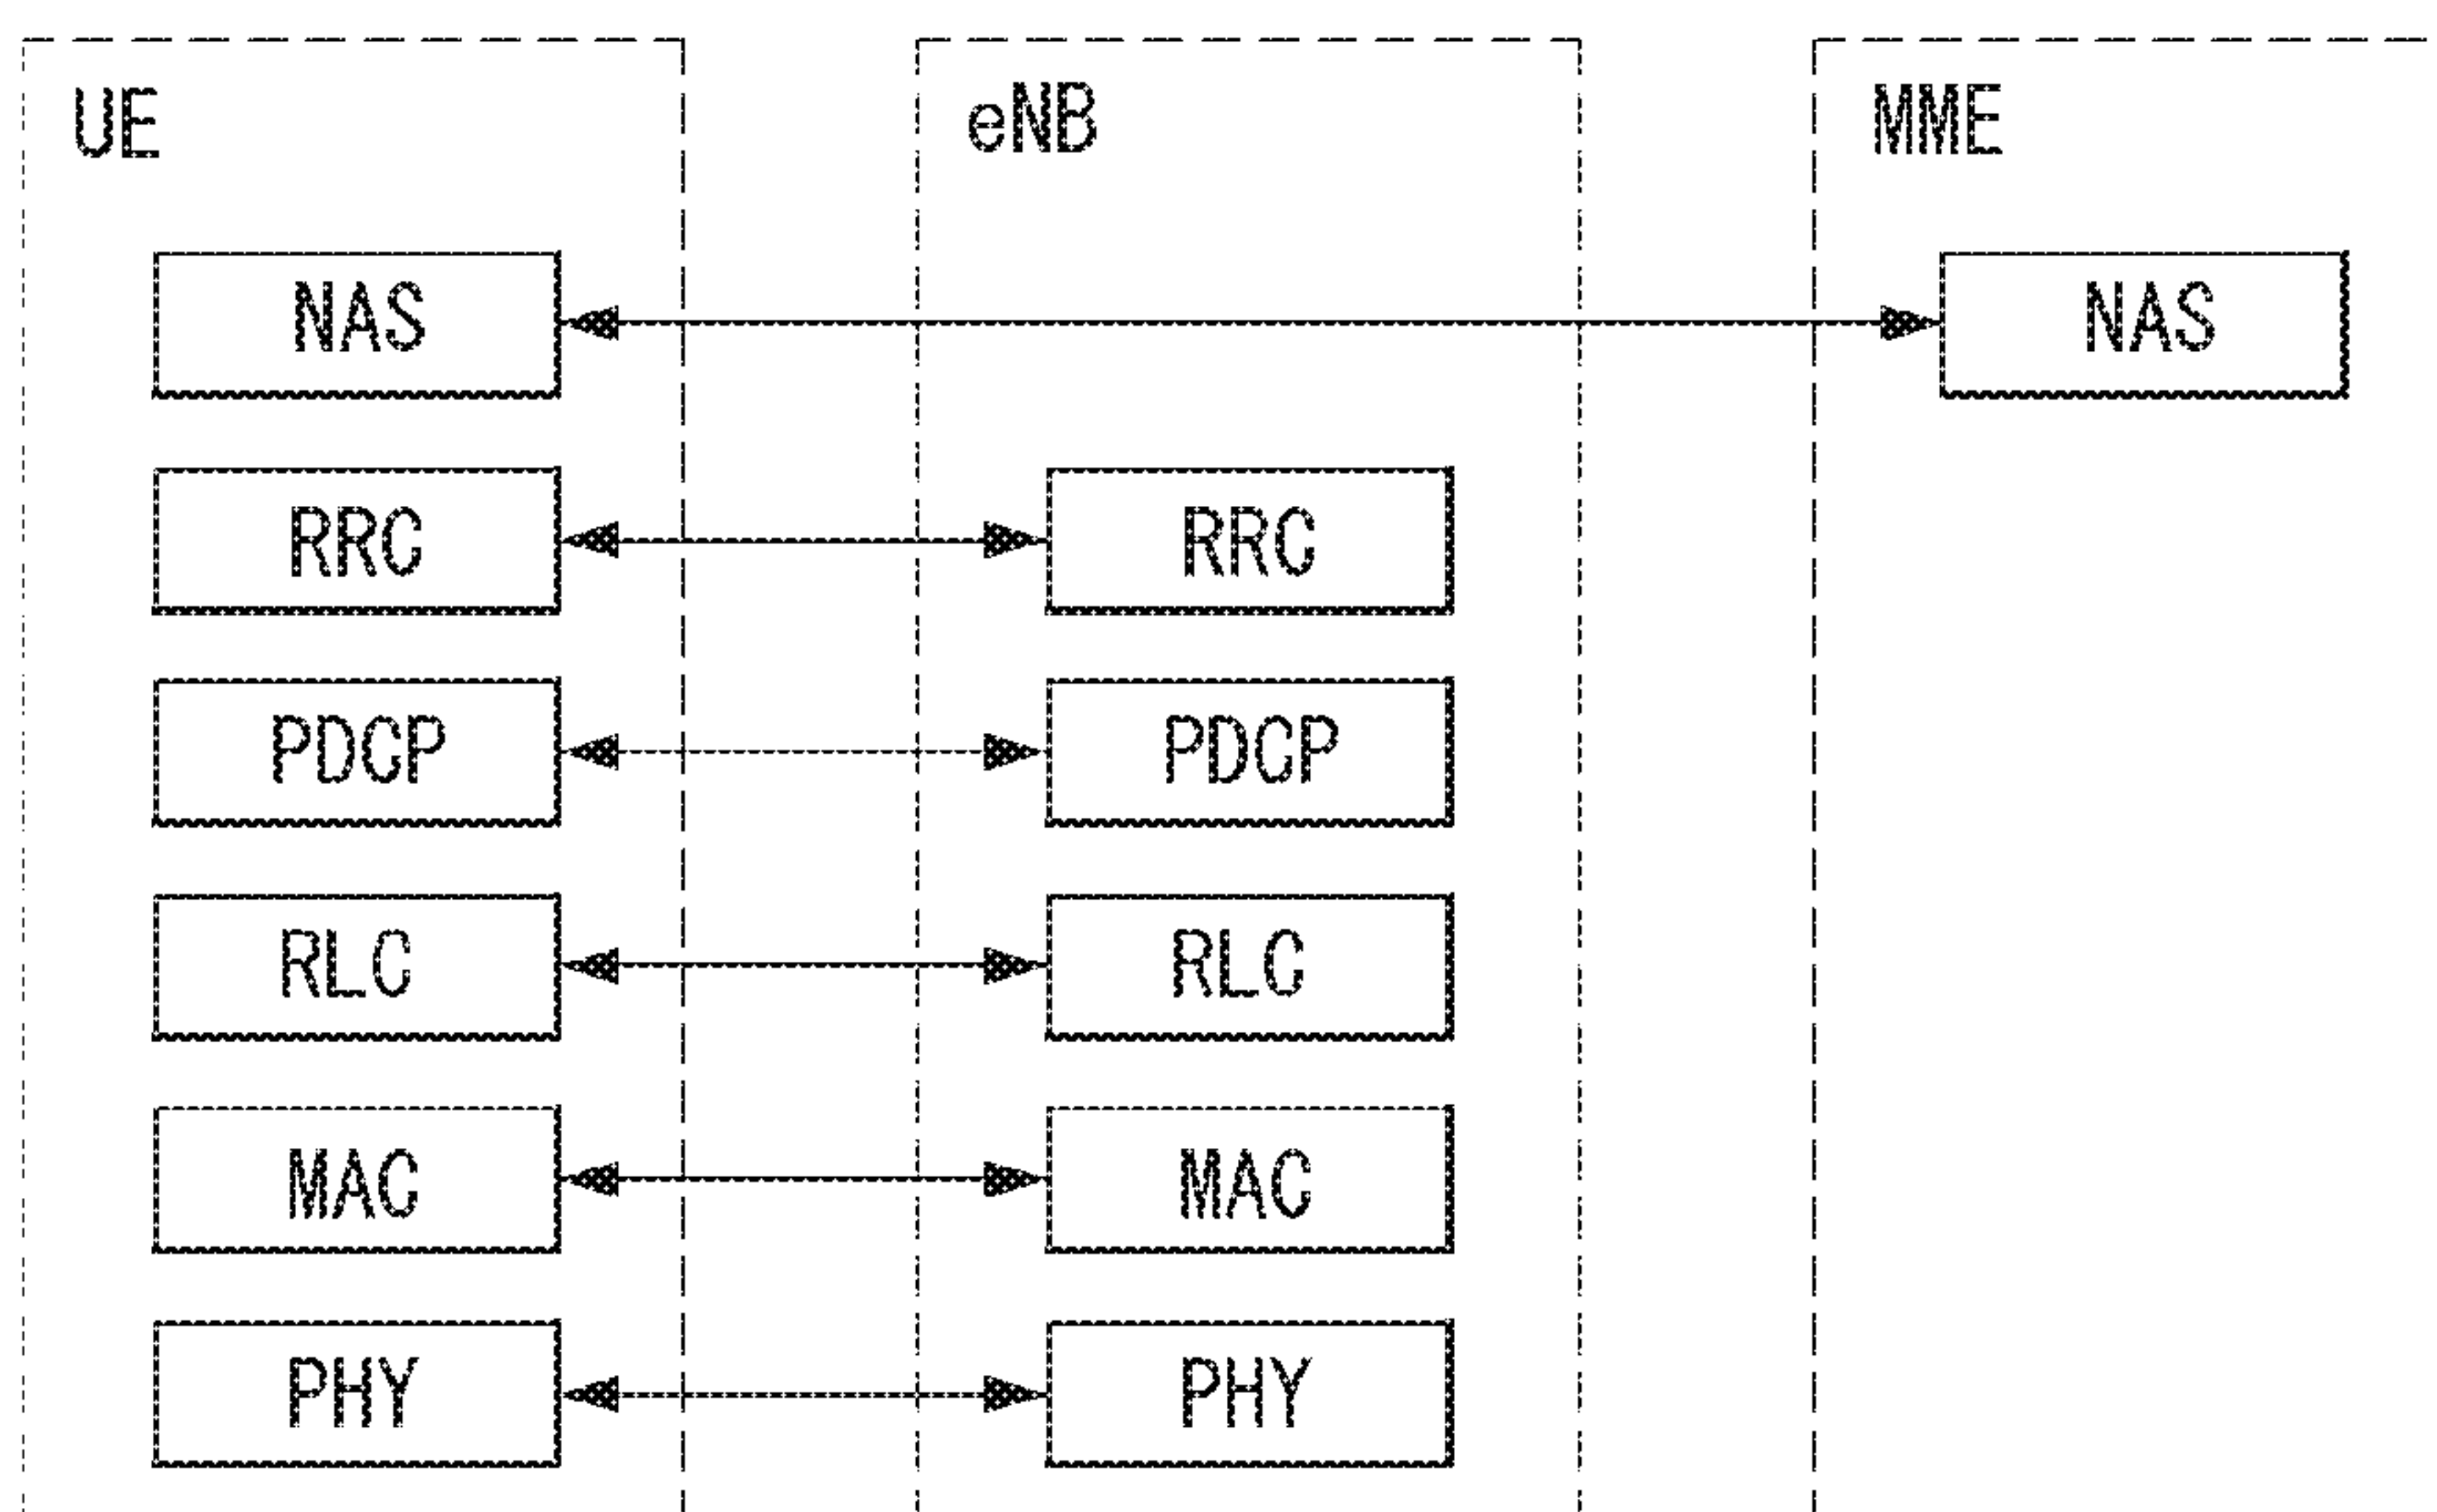 UE eNB MME
NAS NAS
RRC RRC
PDCP PDCP
RLC RLC
MAC MAC
PHY PHY